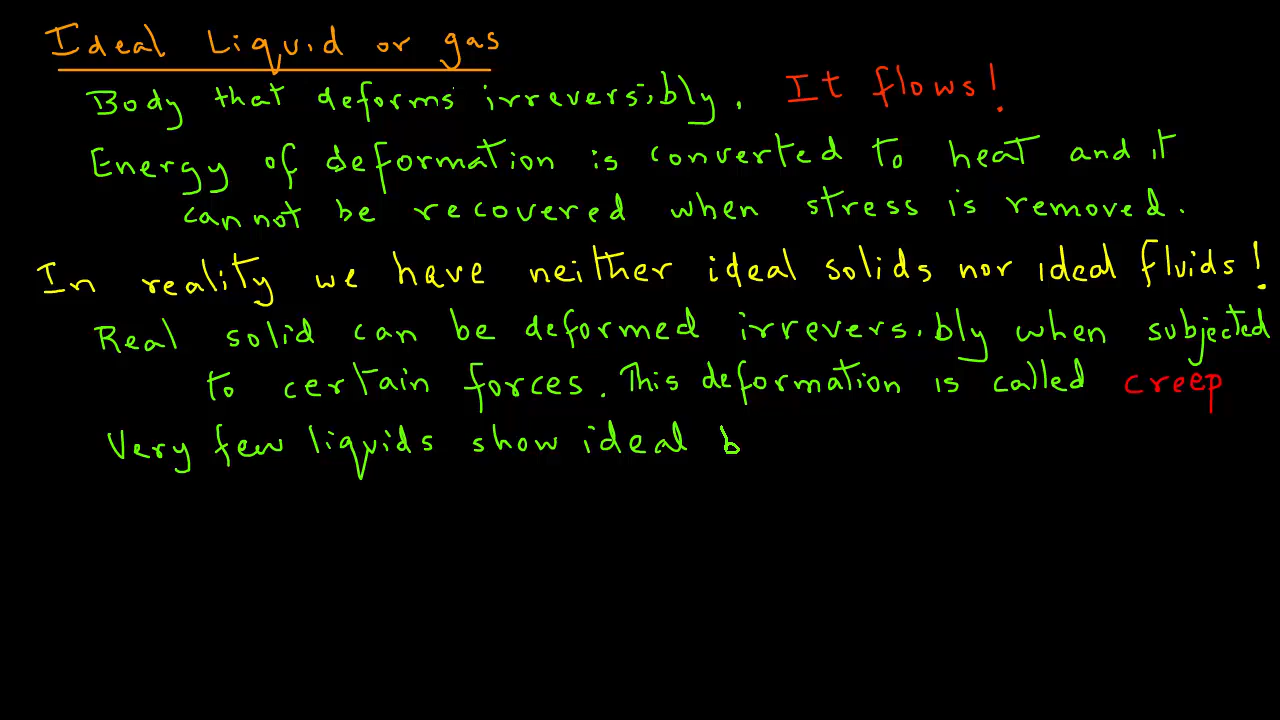 Ideal Liquid or gas
Body that deforms irreversibly. It flows!
Energy of deformation is converted to heat and it
cannot be recovered when stress is removed.
In reality we have neither ideal solids nor ideal fluids!
Real solid can be deformed irreversibly when subjected
to certain forces. This deformation is called creep
Very few liquids show ideal b